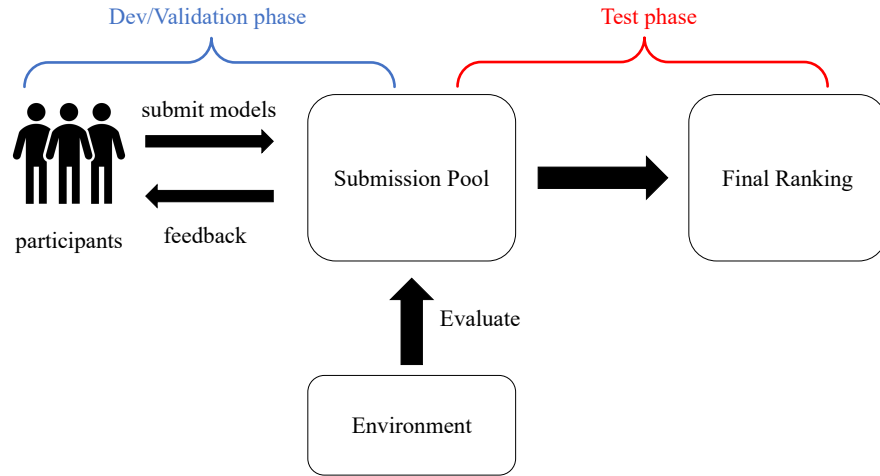 Dev/Validation phase
Test phase
submit models
Submission Pool
Final Ranking
participants
feedback
Evaluate
Environment